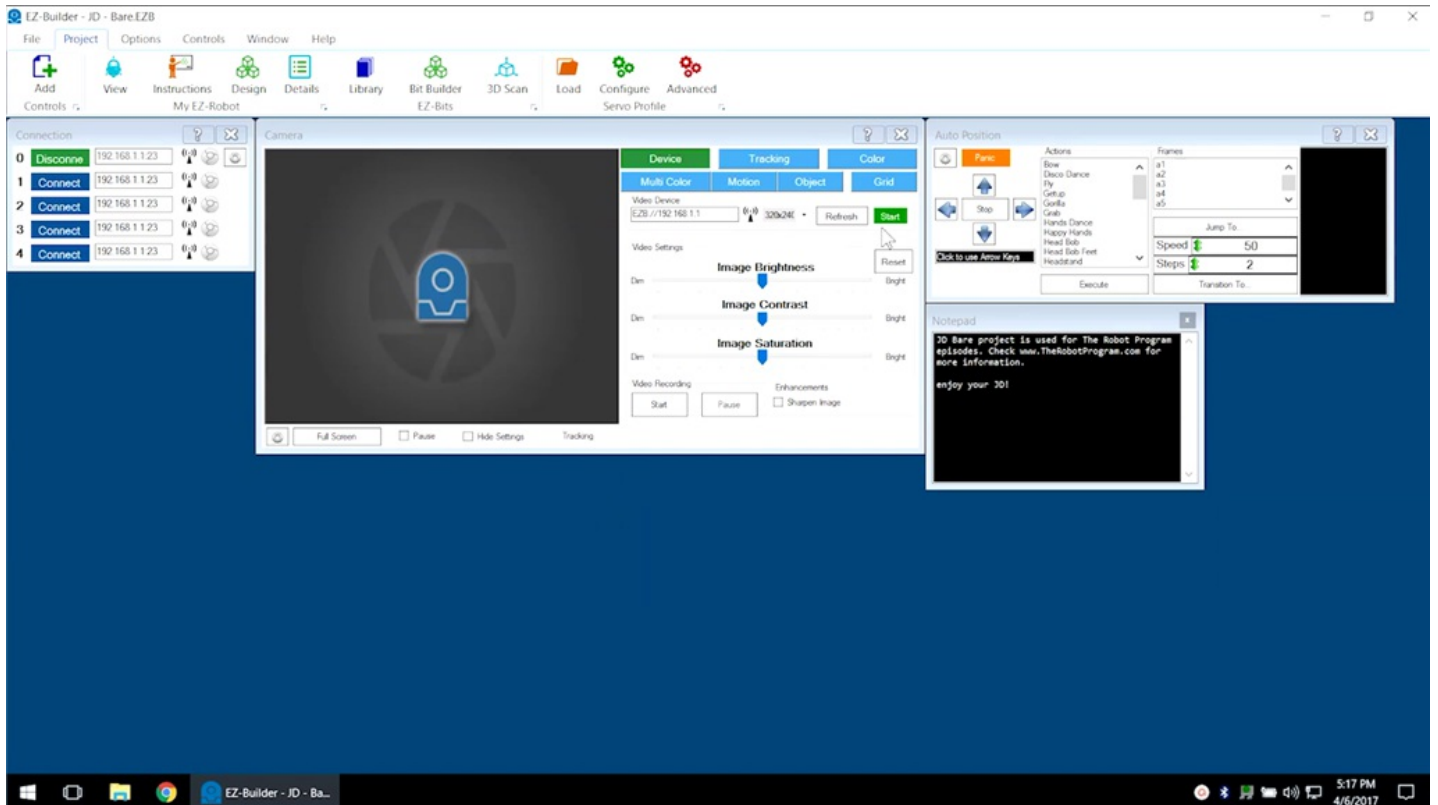 EZ-Builder - JD - Bare.EZB
File Project Options Controls Window Help
Add View Instructions Design Details Library Bit Builder 3D Scan Load Configure Advanced
Controls My EZ-Robot EZ-Bits Servo Profile
Connection
0 Disconne 192.168.1.1:23
1 Connect 192.168.1.1:23
2 Connect 192.168.1.1:23
3 Connect 192.168.1.1:23
4 Connect 192.168.1.1:23
Camera
Device Tracking Color
Multi Color Motion Object Grid
Video Device
EZB://192.168.1.1 320x240 Refresh Start
Video Settings
Reset
Image Brightness
Dim Bright
Image Contrast
Dim Bright
Image Saturation
Dim Bright
Video Recording Enhancements
Start Pause Sharpen Image
Full Screen Pause Hide Settings Tracking
Auto Position
Panic
Stop
Click to use Arrow Keys
Actions
Bow
Disco Dance
Fly
Getup
Gorilla
Grab
Hands Dance
Happy Hands
Head Bob
Head Bob Feet
Headstand
Execute
Frames
a1
a2
a3
a4
a5
Jump To
Speed 50
Steps 2
Transition To...
Notepad
JD Bare project is used for The Robot Program
episodes. Check www.TheRobotProgram.com for
more information.
enjoy your JD!
EZ-Builder - JD - Ba...
5:17 PM
4/6/2017